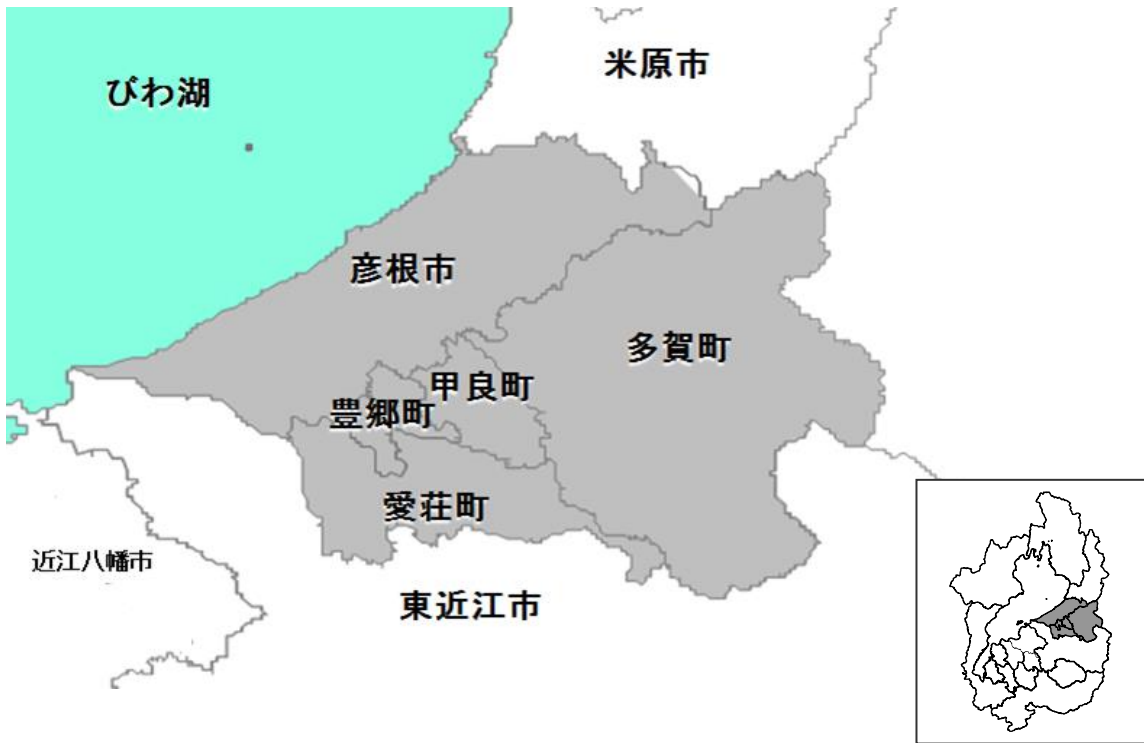 米原市
びわ湖
彦根市
多賀町
甲良町
豊郷町
愛荘町
近江八幡市
東近江市